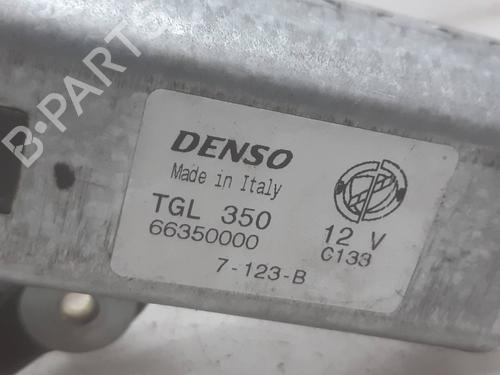 B-PARTS
DENSO
Made in Italy
TGL 350
66350000
12 V
C133
7-123-B